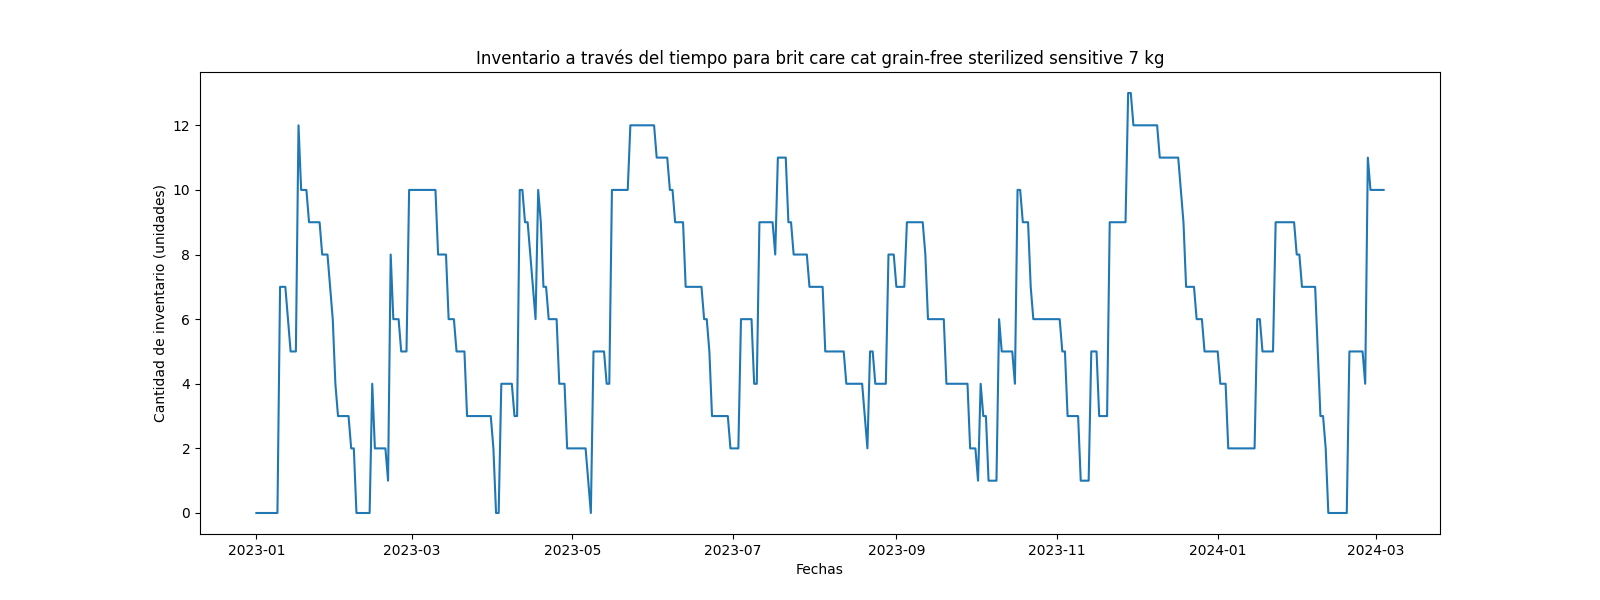 Inventario a través del tiempo para brit care cat grain-free sterilized sensitive 7 kg
Cantidad de inventario (unidades)
12
10
8
6
4
2
0
2023-01 2023-03 2023-05 2023-07 2023-09 2023-11 2024-01 2024-03
Fechas